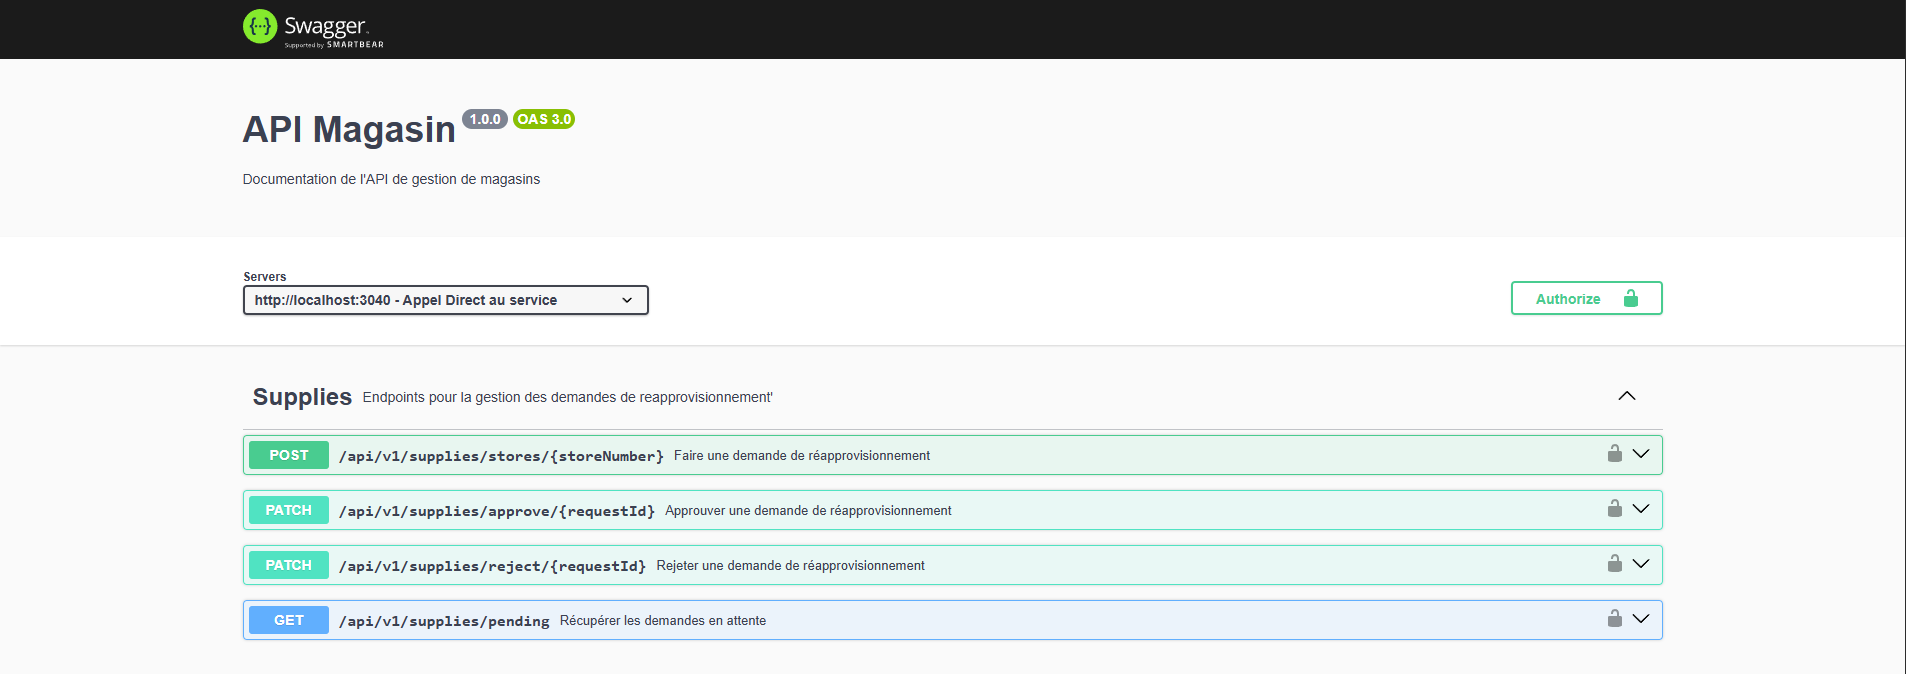 Swagger
Supported by SMARTBEAR
API Magasin 1.0.0 OAS 3.0
Documentation de l'API de gestion de magasins
Servers
http://localhost:3040 - Appel Direct au service
Authorize
Supplies Endpoints pour la gestion des demandes de reapprovisionnement'
POST /api/v1/supplies/stores/{storeNumber} Faire une demande de réapprovisionnement
PATCH /api/v1/supplies/approve/{requestId} Approuver une demande de réapprovisionnement
PATCH /api/v1/supplies/reject/{requestId} Rejeter une demande de réapprovisionnement
GET /api/v1/supplies/pending Récupérer les demandes en attente